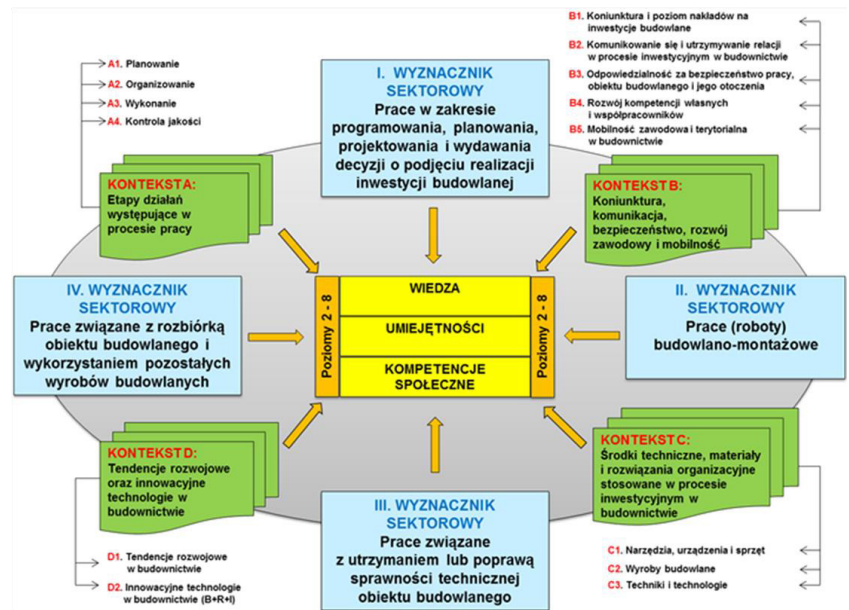 A1. Planowanie
A2. Organizowanie
A3. Wykonanie
A4. Kontrola jakości
I. WYZNACZNIK
SEKTOROWY
Prace w zakresie
programowania, planowania,
projektowania i wydawania
decyzji o podjęciu realizacji
inwestycji budowlanej
B1. Koniunktura i poziom nakładów na
inwestycje budowlane
B2. Komunikowanie się i utrzymywanie relacji
w procesie inwestycyjnym w budownictwie
B3. Odpowiedzialność za bezpieczeństwo pracy,
obiektu budowlanego i jego otoczenia
B4. Rozwój kompetencji własnych
i współpracowników
B5. Mobilność zawodowa i terytorialna
w budownictwie
KONTEKST A:
Etapy działań
występujące w
procesie pracy
KONTEKST B:
Koniunktura,
komunikacja,
bezpieczeństwo, rozwój
zawodowy i mobilność
IV. WYZNACZNIK
SEKTOROWY
Prace związane z rozbiórką
obiektu budowlanego i
wykorzystaniem pozostałych
wyrobów budowlanych
Poziomy 2 - 8
WIEDZA
UMIEJĘTNOŚCI
KOMPETENCJE
SPOŁECZNE
Poziomy 2 - 8
II. WYZNACZNIK
SEKTOROWY
Prace (roboty)
budowlano-montażowe
KONTEKST D:
Tendencje rozwojowe
oraz innowacyjne
technologie w
budownictwie
KONTEKST C:
Środki techniczne, materiały
i rozwiązania organizacyjne
stosowane w procesie
inwestycyjnym w
budownictwie
III. WYZNACZNIK
SEKTOROWY
Prace związane
z utrzymaniem lub poprawą
sprawności technicznej
obiektu budowlanego
D1. Tendencje rozwojowe
w budownictwie
D2. Innowacyjne technologie
w budownictwie (B+R+I)
C1. Narzędzia, urządzenia i sprzęt
C2. Wyroby budowlane
C3. Techniki i technologie